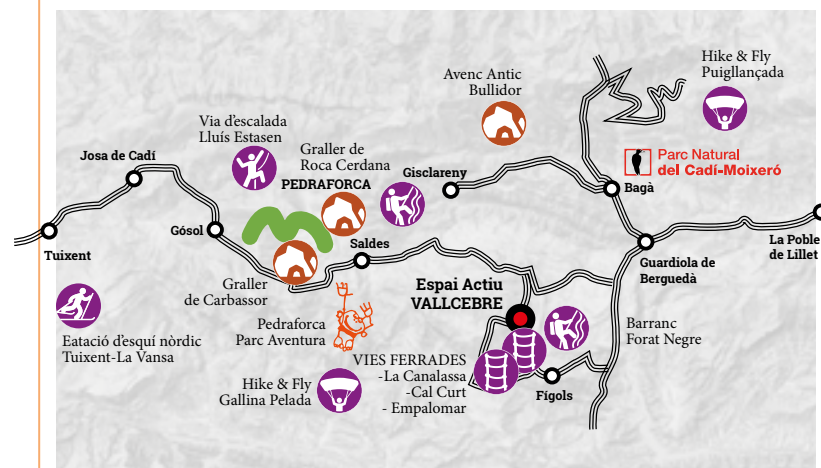 Hike & Fly
Puigllançada
Avenc Antic
Bullidor
Via d'escalada
Lluís Estasen
Graller de
Roca Cerdana
PEDRAFORCA
Gisclareny
Parc Natural
del Cadí-Moixeró
Josa de Cadí
Bagà
Tuixent
Gósol
Saldes
Guardiola de
Berguedà
La Poble
de Lillet
Graller
de Carbassor
Espai Actiu
VALLCEBRE
Pedraforca
Parc Aventura
Barranc
Forat Negre
Eatació d'esquí nòrdic
Tuixent-La Vansa
VIES FERRADES
-La Canalassa
-Cal Curt
- Empalomar
Hike & Fly
Gallina Pelada
Fígols